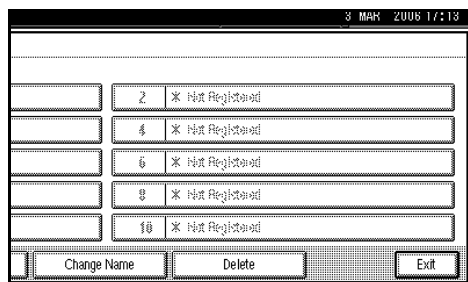 3 MAR 2006 17:13
2 * Not Registered
4 * Not Registered
6 * Not Registered
8 * Not Registered
10 * Not Registered
Change Name Delete Exit